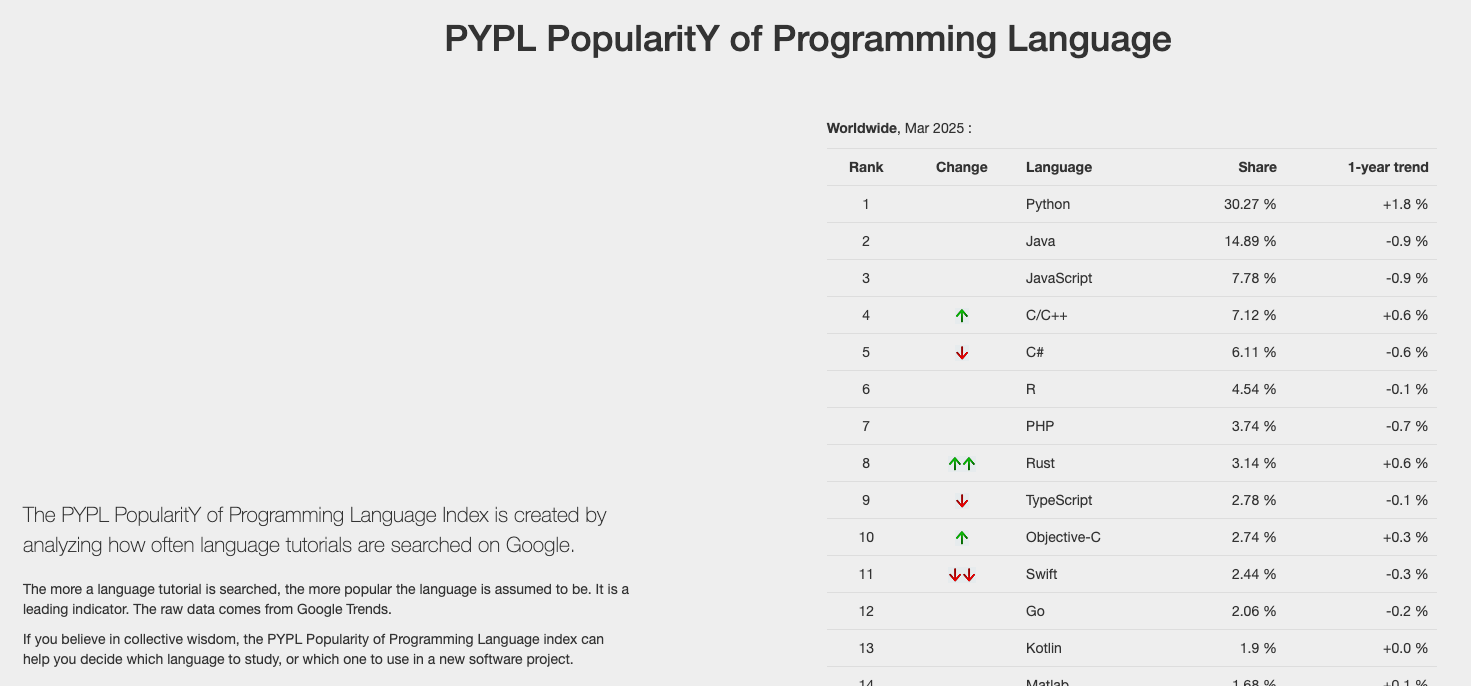 PYPL PopularitY of Programming Language
The PYPL PopularitY of Programming Language Index is created by
analyzing how often language tutorials are searched on Google.
The more a language tutorial is searched, the more popular the language is assumed to be. It is a
leading indicator. The raw data comes from Google Trends.
If you believe in collective wisdom, the PYPL Popularity of Programming Language index can
help you decide which language to study, or which one to use in a new software project.
Worldwide, Mar 2025 :
Rank Change Language Share 1-year trend
1 Python 30.27 % +1.8 %
2 Java 14.89 % -0.9 %
3 JavaScript 7.78 % -0.9 %
4 ↑ C/C++ 7.12 % +0.6 %
5 ↓ C# 6.11 % -0.6 %
6 R 4.54 % -0.1 %
7 PHP 3.74 % -0.7 %
8 ↑↑ Rust 3.14 % +0.6 %
9 ↓ TypeScript 2.78 % -0.1 %
10 ↑ Objective-C 2.74 % +0.3 %
11 ↓↓ Swift 2.44 % -0.3 %
12 Go 2.06 % -0.2 %
13 Kotlin 1.9 % +0.0 %
14 Matlab 1.68 % +0.1 %